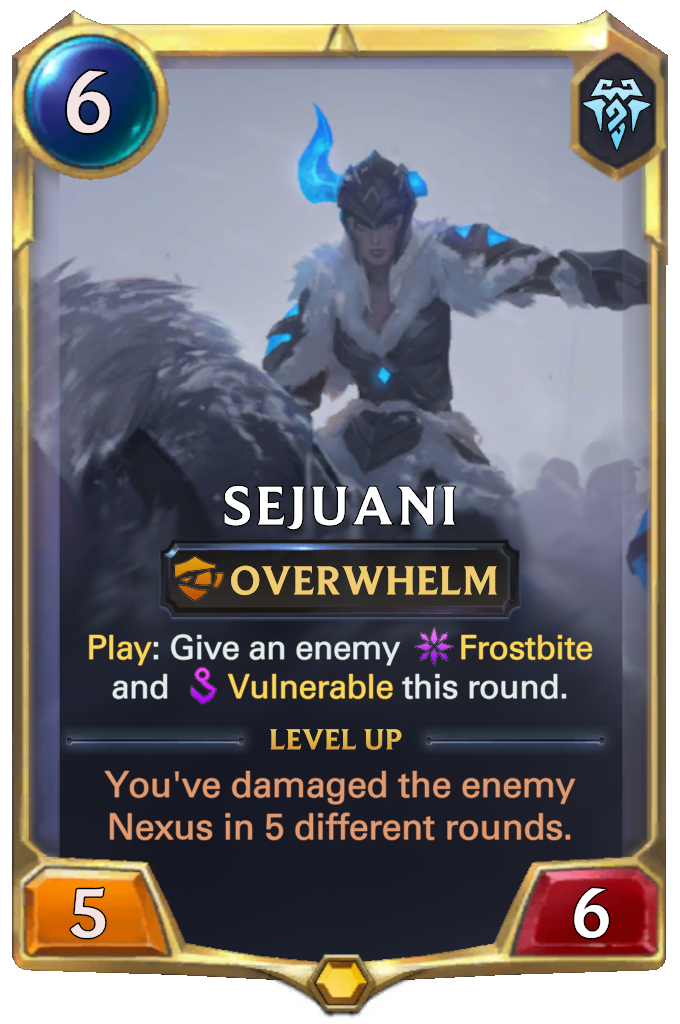 6
SEJUANI
OVERWHELM
Play: Give an enemy Frostbite
and Vulnerable this round.
LEVEL UP
You've damaged the enemy
Nexus in 5 different rounds.
5
6